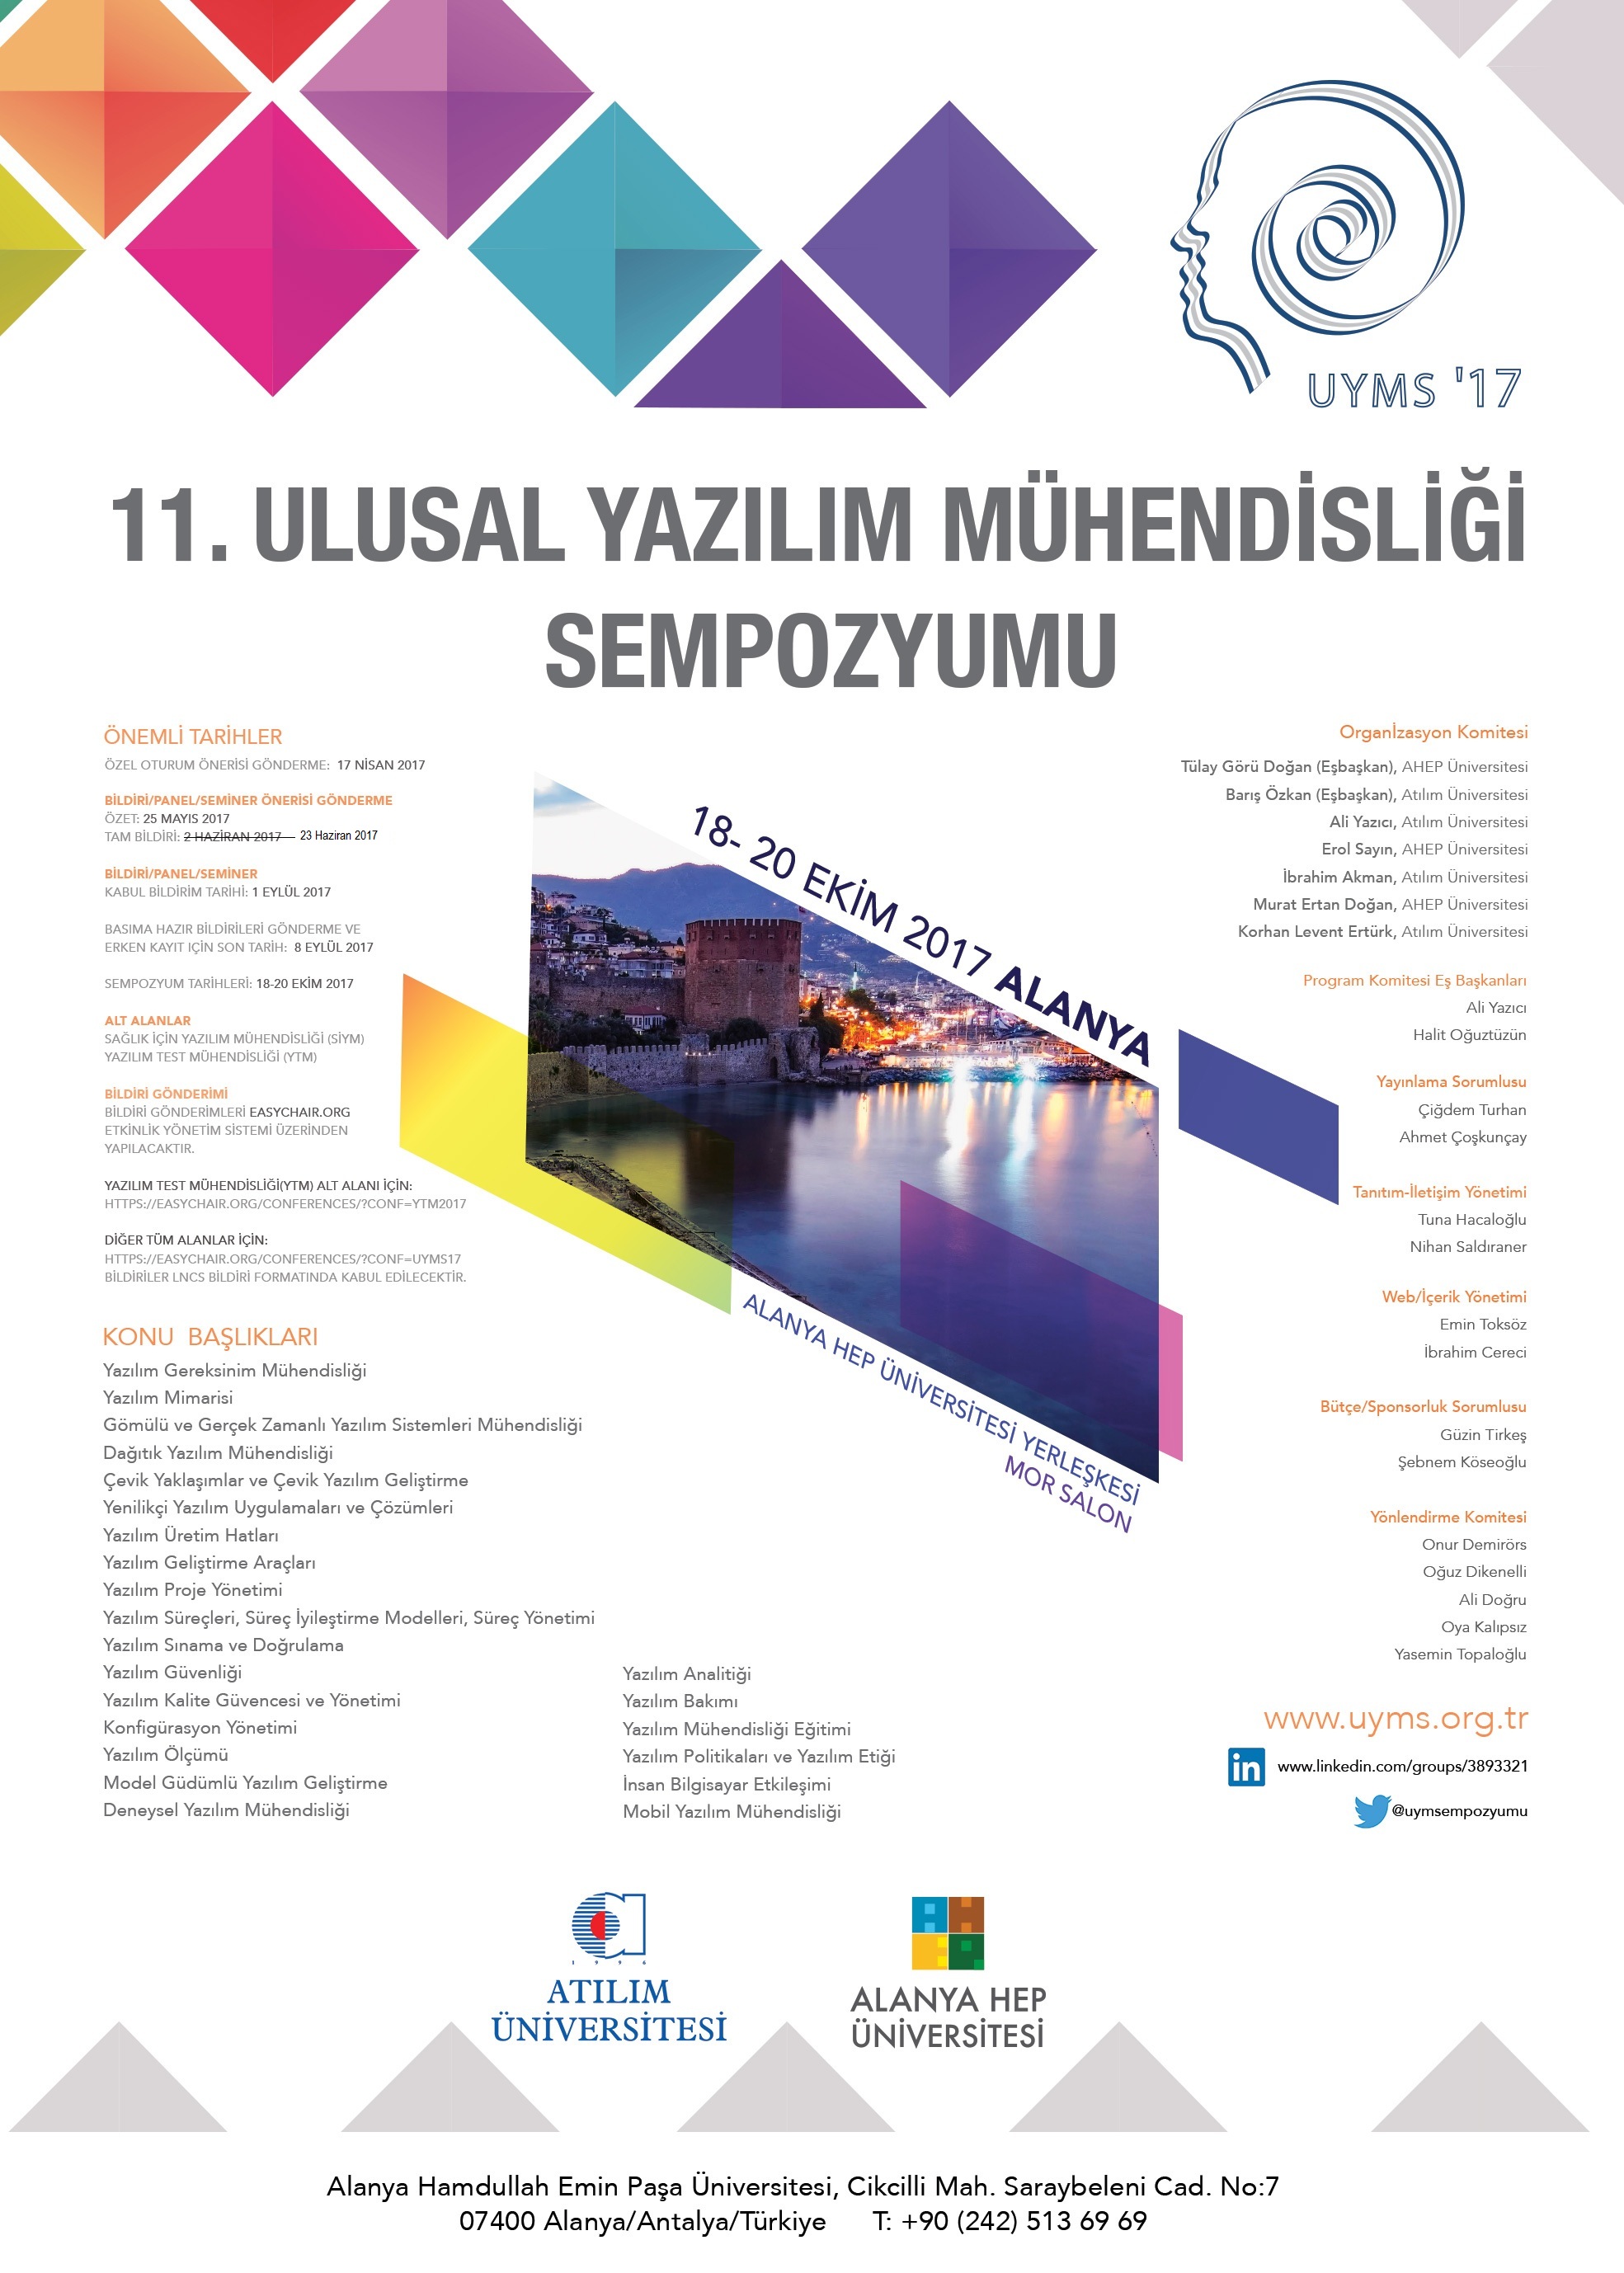 UYMS '17
11. ULUSAL YAZILIM MÜHENDİSLİĞİ
SEMPOZYUMU
ÖNEMLİ TARİHLER
ÖZEL OTURUM ÖNERİSİ GÖNDERME: 17 NİSAN 2017
BİLDİRİ/PANEL/SEMİNER ÖNERİSİ GÖNDERME
ÖZET: 25 MAYIS 2017
TAM BİLDİRİ: 2 HAZİRAN 2017 23 Haziran 2017
BİLDİRİ/PANEL/SEMİNER
KABUL BİLDİRİM TARİHİ: 1 EYLÜL 2017
BASIMA HAZIR BİLDİRİLERİ GÖNDERME VE
ERKEN KAYIT İÇİN SON TARİH: 8 EYLÜL 2017
SEMPOZYUM TARİHLERİ: 18-20 EKİM 2017
ALT ALANLAR
SAĞLIK İÇİN YAZILIM MÜHENDİSLİĞİ (SİYM)
YAZILIM TEST MÜHENDİSLİĞİ (YTM)
BİLDİRİ GÖNDERİMİ
BİLDİRİ GÖNDERİMLERİ EASYCHAIR.ORG
ETKİNLİK YÖNETİM SİSTEMİ ÜZERİNDEN
YAPILACAKTIR.
YAZILIM TEST MÜHENDİSLİĞİ(YTM) ALT ALANI İÇİN:
HTTPS://EASYCHAIR.ORG/CONFERENCES/?CONF=YTM2017
DİĞER TÜM ALANLAR İÇİN:
HTTPS://EASYCHAIR.ORG/CONFERENCES/?CONF=UYMS17
BİLDİRİLER LNCS BİLDİRİ FORMATINDA KABUL EDİLECEKTİR.
18- 20 EKİM 2017 ALANYA
ALANYA HEP ÜNİVERSİTESİ YERLEŞKESİ
MOR SALON
Organİzasyon Komitesi
Tülay Görü Doğan (Eşbaşkan), AHEP Üniversitesi
Barış Özkan (Eşbaşkan), Atılım Üniversitesi
Ali Yazıcı, Atılım Üniversitesi
Erol Sayın, AHEP Üniversitesi
İbrahim Akman, Atılım Üniversitesi
Murat Ertan Doğan, AHEP Üniversitesi
Korhan Levent Ertürk, Atılım Üniversitesi
Program Komitesi Eş Başkanları
Ali Yazıcı
Halit Oğuztüzün
Yayınlama Sorumlusu
Çiğdem Turhan
Ahmet Çoşkunçay
Tanıtım-İletişim Yönetimi
Tuna Hacaloğlu
Nihan Saldıraner
Web/İçerik Yönetimi
Emin Toksöz
İbrahim Cereci
Bütçe/Sponsorluk Sorumlusu
Güzin Tirkeş
Şebnem Köseoğlu
Yönlendirme Komitesi
Onur Demirörs
Oğuz Dikenelli
Ali Doğru
Oya Kalıpsız
Yasemin Topaloğlu
www.uyms.org.tr
in www.linkedin.com/groups/3893321
@uymsempozyumu
KONU BAŞLIKLARI
Yazılım Gereksinim Mühendisliği
Yazılım Mimarisi
Gömülü ve Gerçek Zamanlı Yazılım Sistemleri Mühendisliği
Dağıtık Yazılım Mühendisliği
Çevik Yaklaşımlar ve Çevik Yazılım Geliştirme
Yenilikçi Yazılım Uygulamaları ve Çözümleri
Yazılım Üretim Hatları
Yazılım Geliştirme Araçları
Yazılım Proje Yönetimi
Yazılım Süreçleri, Süreç İyileştirme Modelleri, Süreç Yönetimi
Yazılım Sınama ve Doğrulama
Yazılım Güvenliği
Yazılım Kalite Güvencesi ve Yönetimi
Konfigürasyon Yönetimi
Yazılım Ölçümü
Model Güdümlü Yazılım Geliştirme
Deneysel Yazılım Mühendisliği
Yazılım Analitiği
Yazılım Bakımı
Yazılım Mühendisliği Eğitimi
Yazılım Politikaları ve Yazılım Etiği
İnsan Bilgisayar Etkileşimi
Mobil Yazılım Mühendisliği
1996
ATILIM
ÜNİVERSİTESİ
ALANYA HEP
ÜNİVERSİTESİ
Alanya Hamdullah Emin Paşa Üniversitesi, Cikcilli Mah. Saraybeleni Cad. No:7
07400 Alanya/Antalya/Türkiye T: +90 (242) 513 69 69